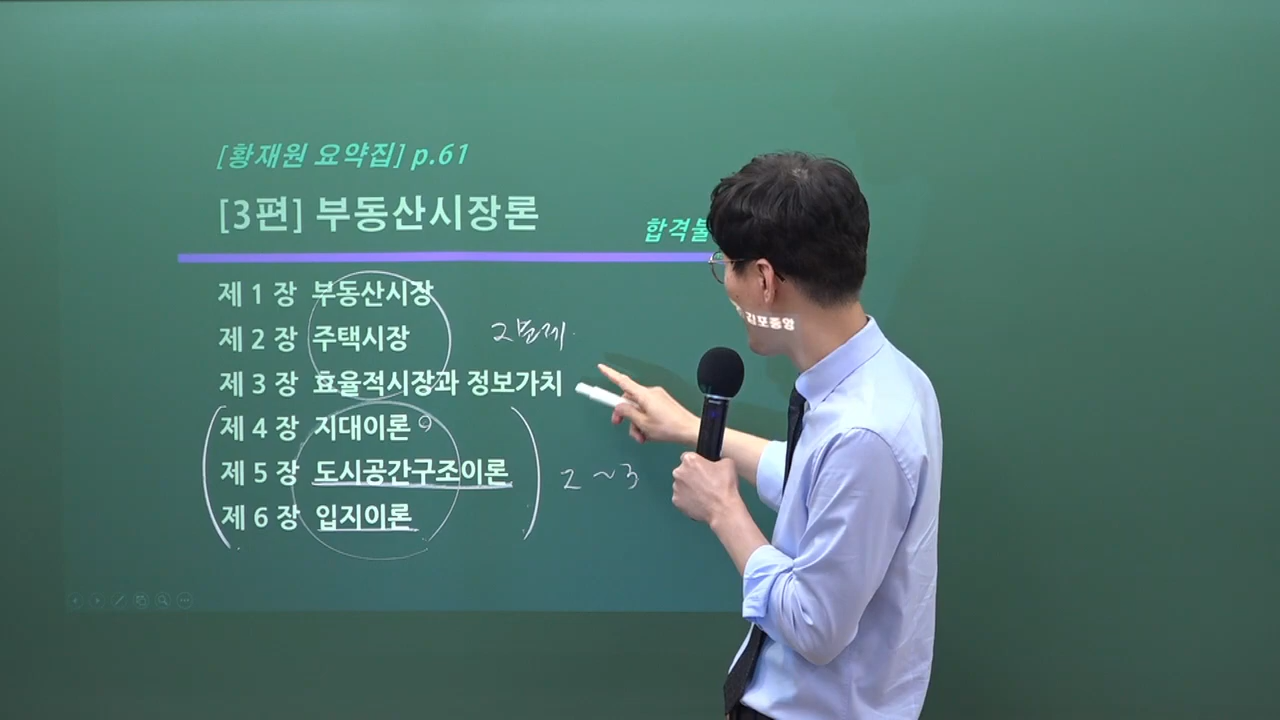 [황재원 요약집] p.61
[3편] 부동산시장론
합격불
제 1 장 부동산시장
제 2 장 주택시장
2문제.
제 3 장 효율적시장과 정보가치
제 4 장 지대이론
제 5 장 도시공간구조이론
2~3
제 6 장 입지이론
김포중앙